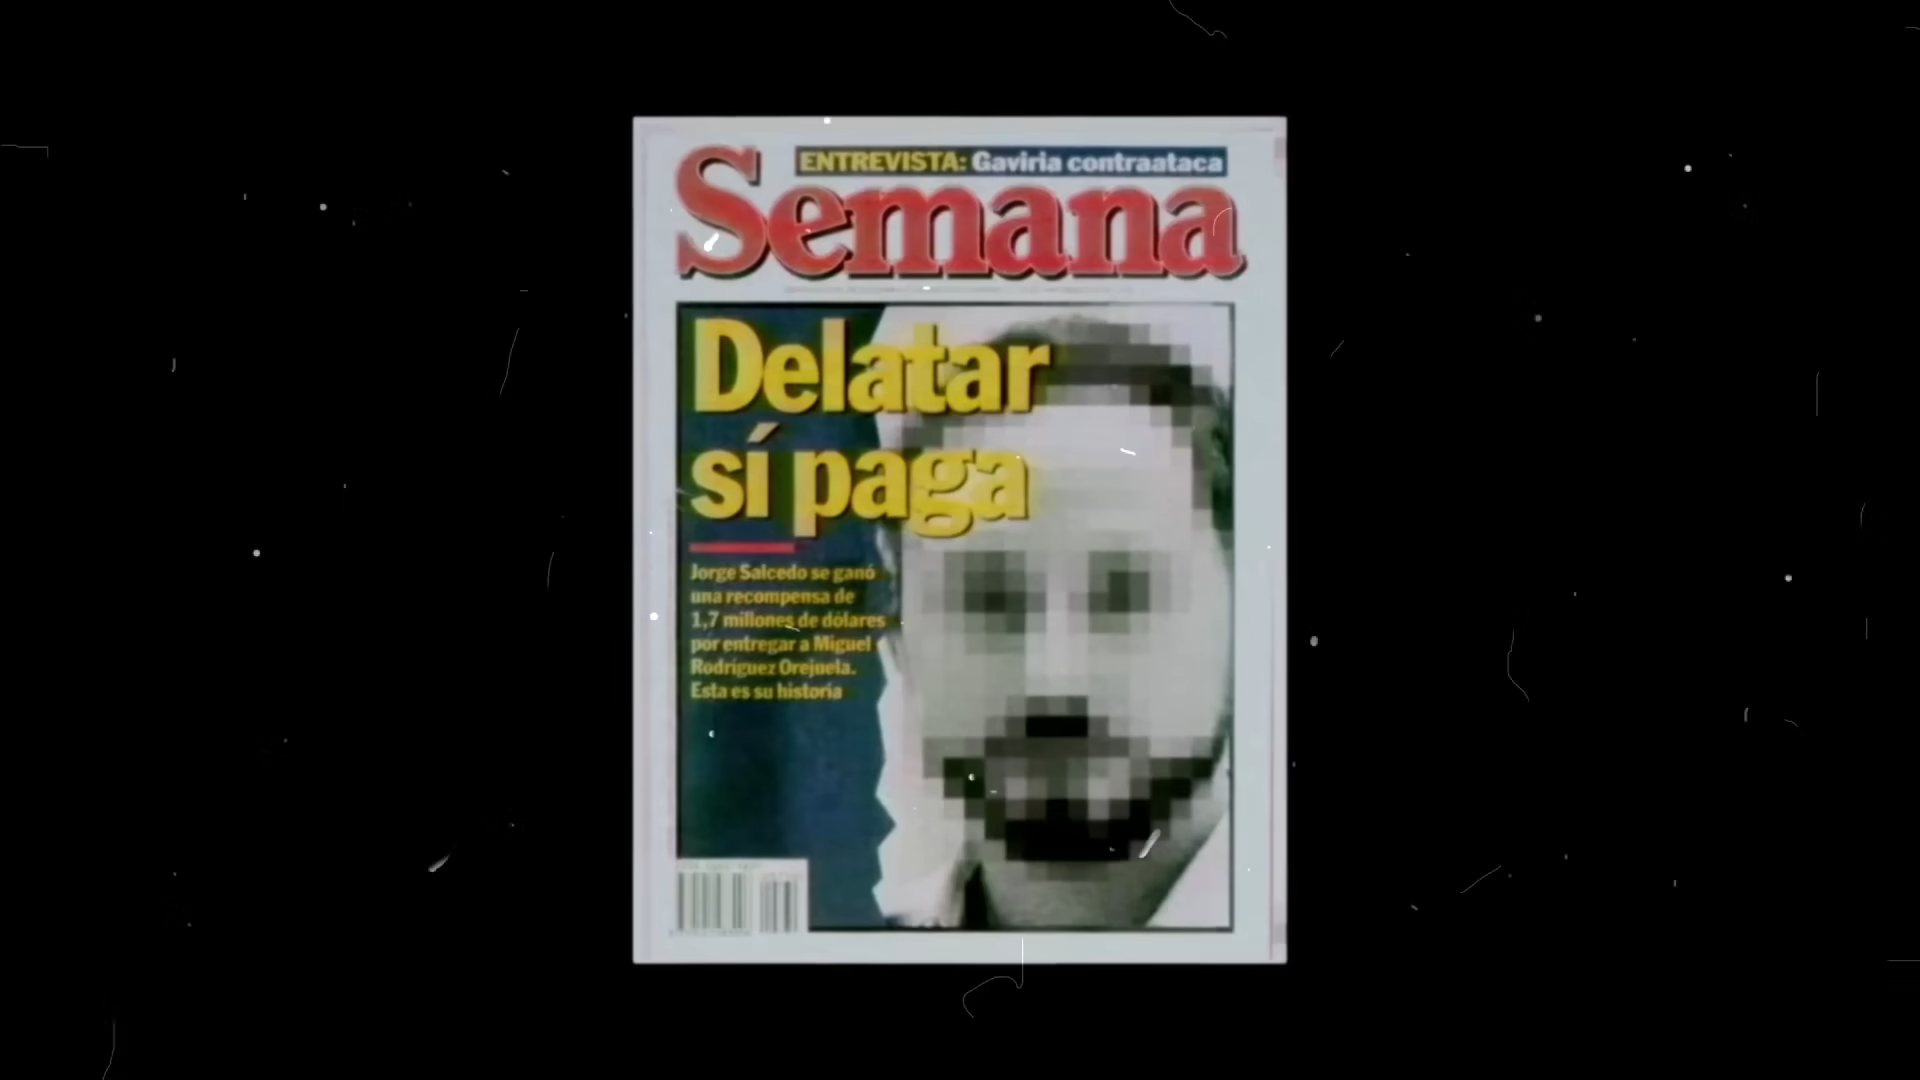 ENTREVISTA: Gaviria contraataca
Semana
Delatar
sí paga
Jorge Salcedo se ganó
una recompensa de
1,7 millones de dólares
por entregar a Miguel
Rodríguez Orejuela.
Esta es su historia